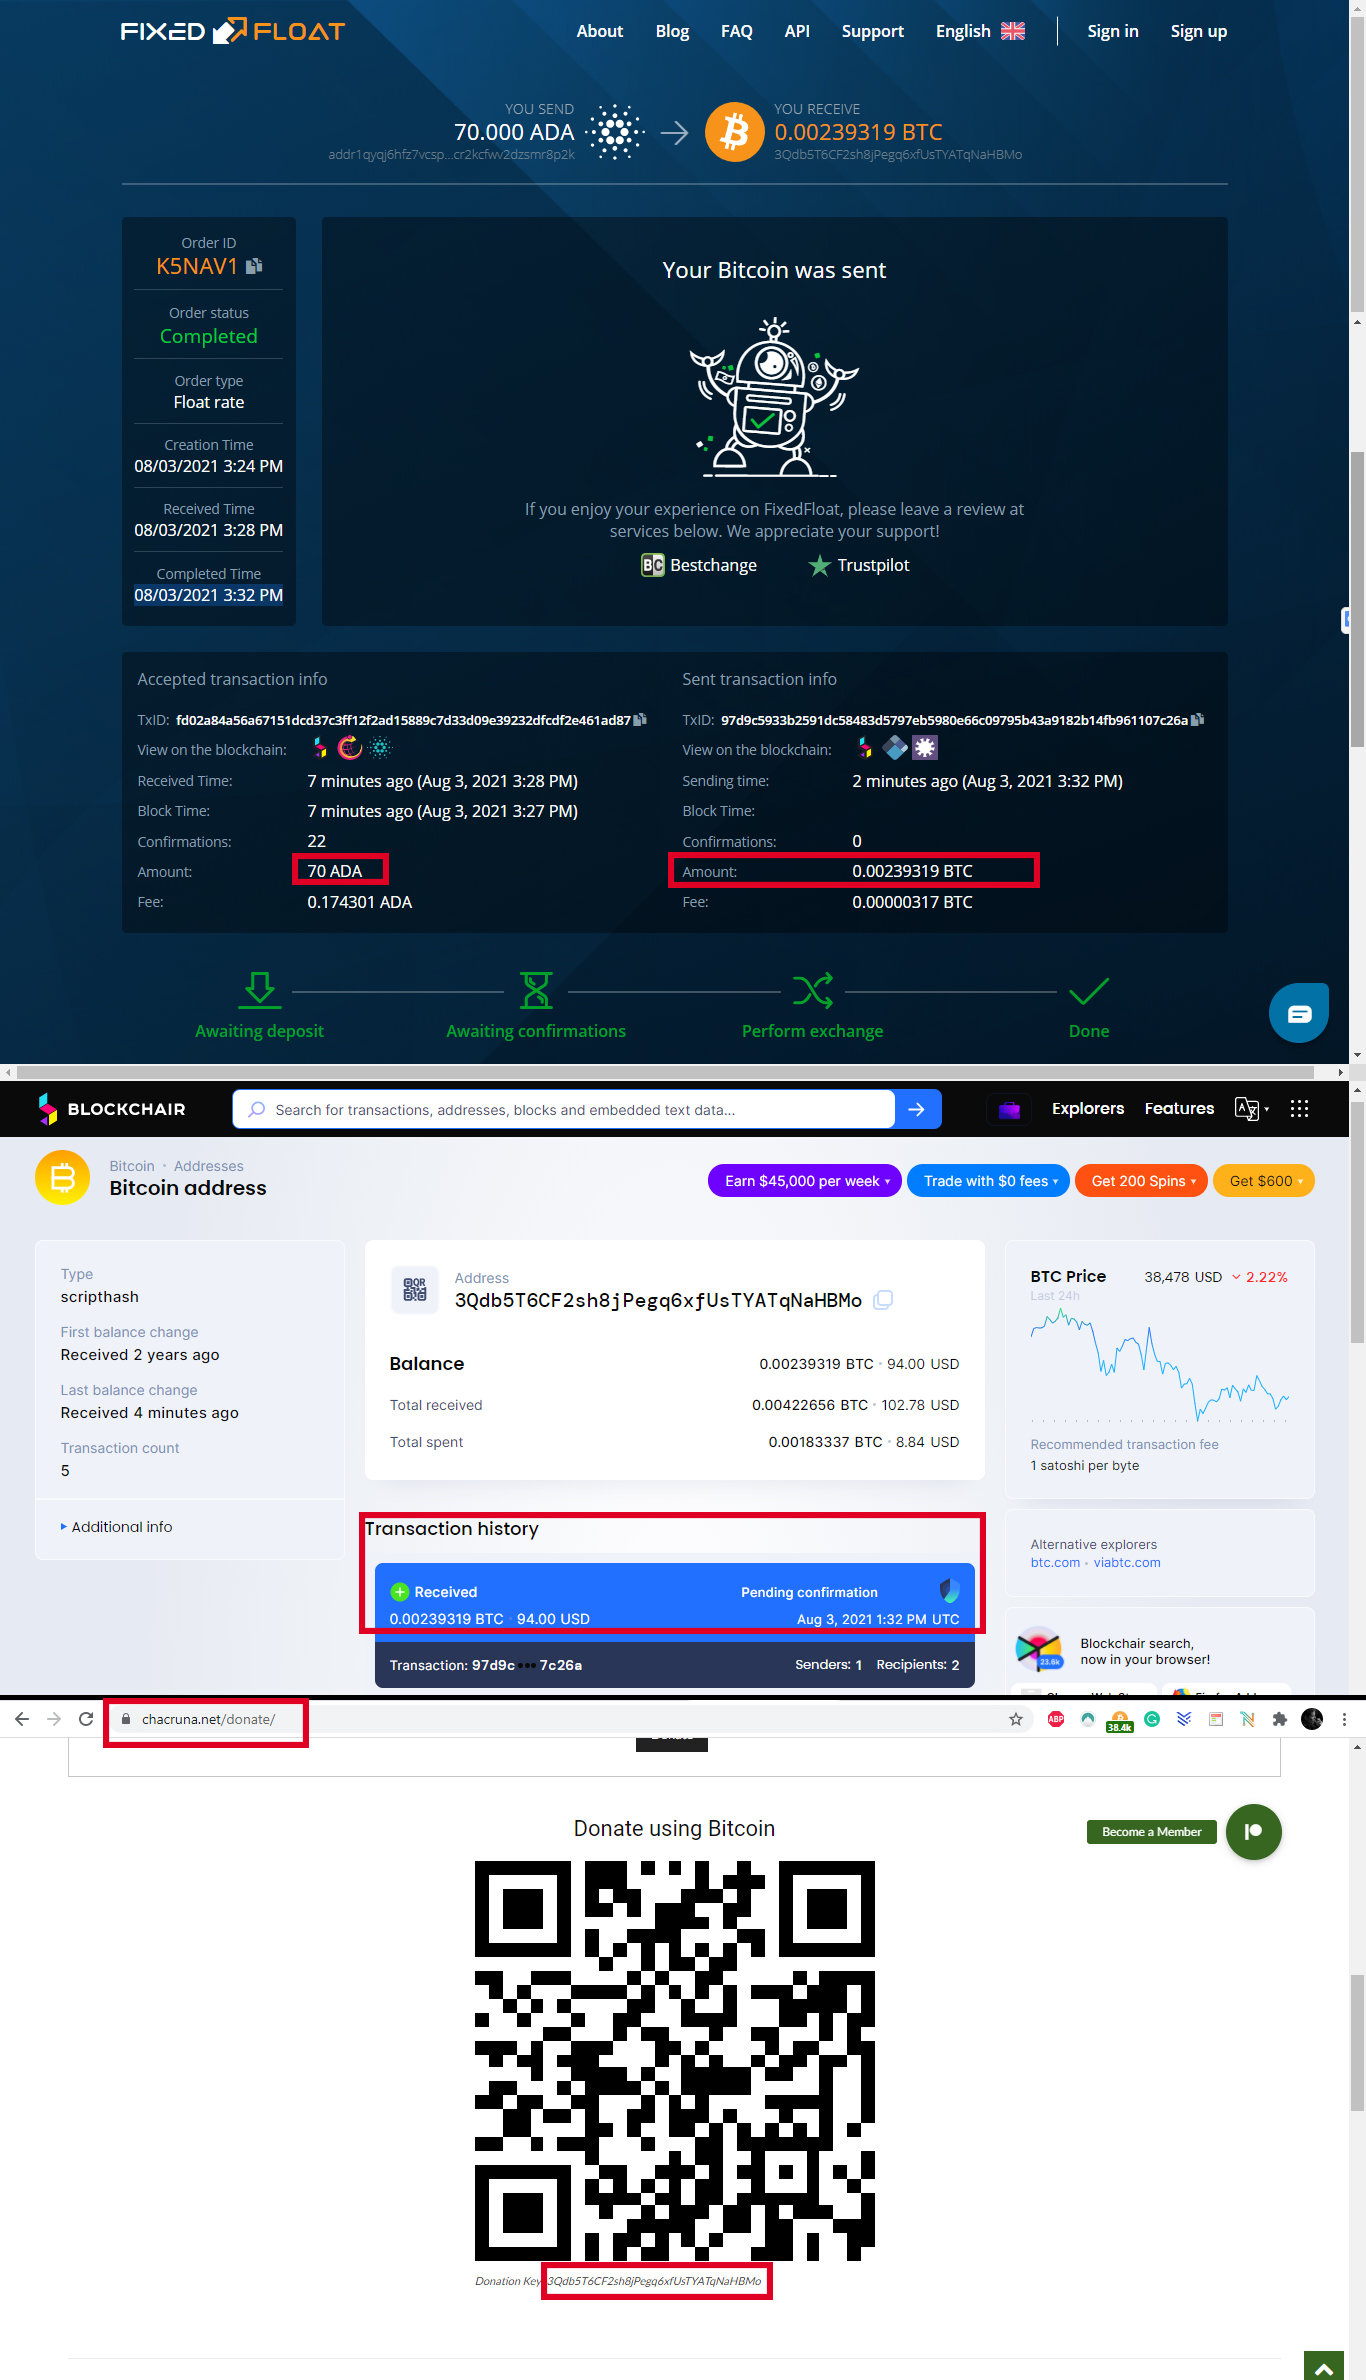 FIXED FLOAT
About Blog FAQ API Support English Sign in Sign up
YOU SEND
70.000 ADA
addr1qyqj6hfz7vcsp...cr2kcfwv2dzsmr8p2k
YOU RECEIVE
0.00239319 BTC
3Qdb5T6CF2sh8jPegq6xfUsTYATqNaHBMo
Order ID
K5NAV1
Order status
Completed
Order type
Float rate
Creation Time
08/03/2021 3:24 PM
Received Time
08/03/2021 3:28 PM
Completed Time
08/03/2021 3:32 PM
Your Bitcoin was sent
If you enjoy your experience on FixedFloat, please leave a review at
services below. We appreciate your support!
BC Bestchange Trustpilot
Accepted transaction info
TxID: fd02a84a56a67151dcd37c3ff12f2ad15889c7d33d09e39232dfcdf2e461ad87
View on the blockchain:
Received Time: 7 minutes ago (Aug 3, 2021 3:28 PM)
Block Time: 7 minutes ago (Aug 3, 2021 3:27 PM)
Confirmations: 22
Amount: 70 ADA
Fee: 0.174301 ADA
Sent transaction info
TxID: 97d9c5933b2591dc58483d5797eb5980e66c09795b43a9182b14fb961107c26a
View on the blockchain:
Sending time: 2 minutes ago (Aug 3, 2021 3:32 PM)
Block Time:
Confirmations: 0
Amount: 0.00239319 BTC
Fee: 0.00000317 BTC
Awaiting deposit Awaiting confirmations Perform exchange Done
BLOCKCHAIR
Search for transactions, addresses, blocks and embedded text data...
Explorers Features
Bitcoin • Addresses
Bitcoin address
Earn $45,000 per week Trade with $0 fees Get 200 Spins Get $600
Type
scripthash
First balance change
Received 2 years ago
Last balance change
Received 4 minutes ago
Transaction count
5
Additional info
QR
Address
3Qdb5T6CF2sh8jPegq6xfUsTYATqNaHBMo
Balance 0.00239319 BTC • 94.00 USD
Total received 0.00422656 BTC • 102.78 USD
Total spent 0.00183337 BTC • 8.84 USD
Transaction history
Received Pending confirmation
0.00239319 BTC • 94.00 USD Aug 3, 2021 1:32 PM UTC
Transaction: 97d9c•••7c26a Senders: 1 Recipients: 2
BTC Price 38,478 USD 2.22%
Last 24h
Recommended transaction fee
1 satoshi per byte
Alternative explorers
btc.com • viabtc.com
23.6k
Blockchair search,
now in your browser!
chacruna.net/donate/
ABP 38.4k
Donate using Bitcoin
Become a Member
Donation Key 3Qdb5T6CF2sh8jPegq6xfUsTYATqNaHBMo